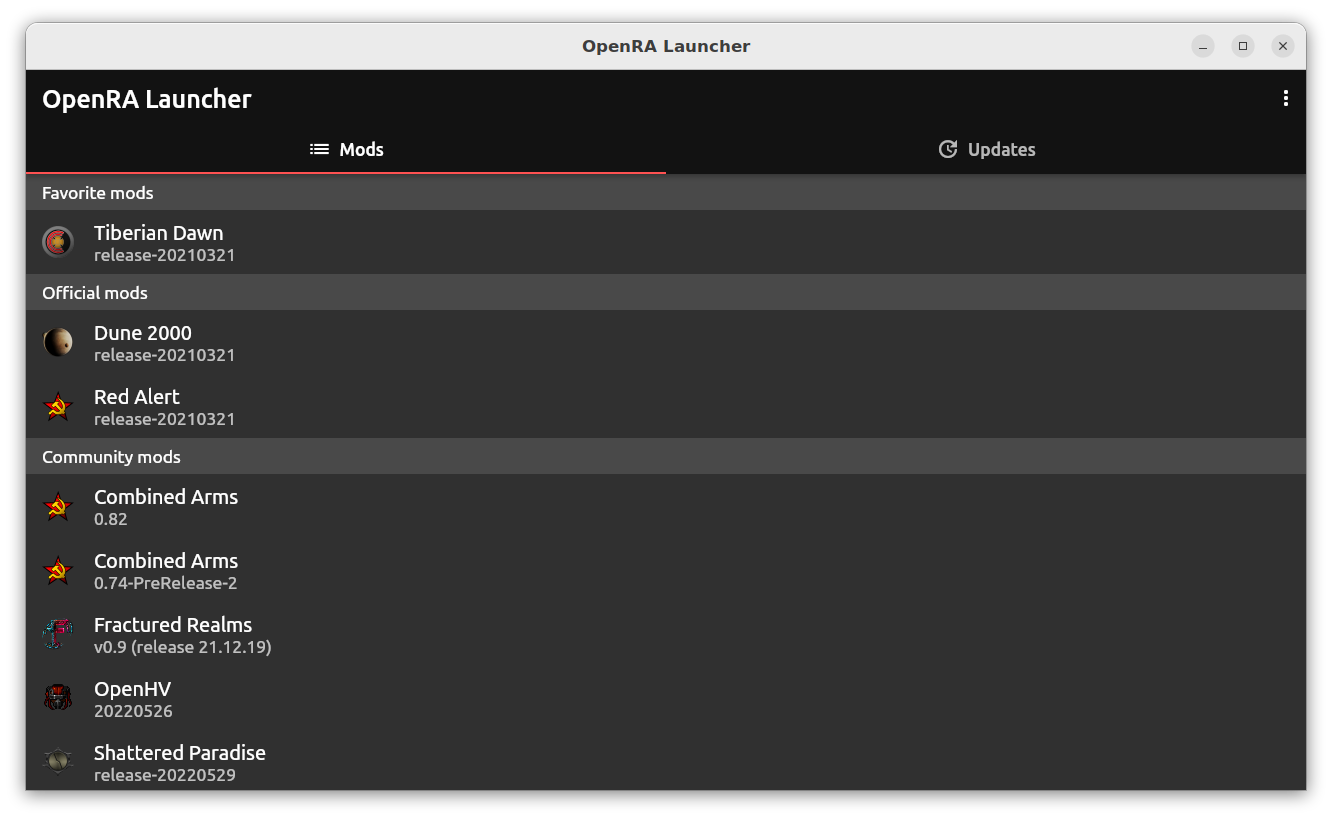 OpenRA Launcher
OpenRA Launcher
Mods
Updates
Favorite mods
Tiberian Dawn
release-20210321
Official mods
Dune 2000
release-20210321
Red Alert
release-20210321
Community mods
Combined Arms
0.82
Combined Arms
0.74-PreRelease-2
Fractured Realms
v0.9 (release 21.12.19)
OpenHV
20220526
Shattered Paradise
release-20220529